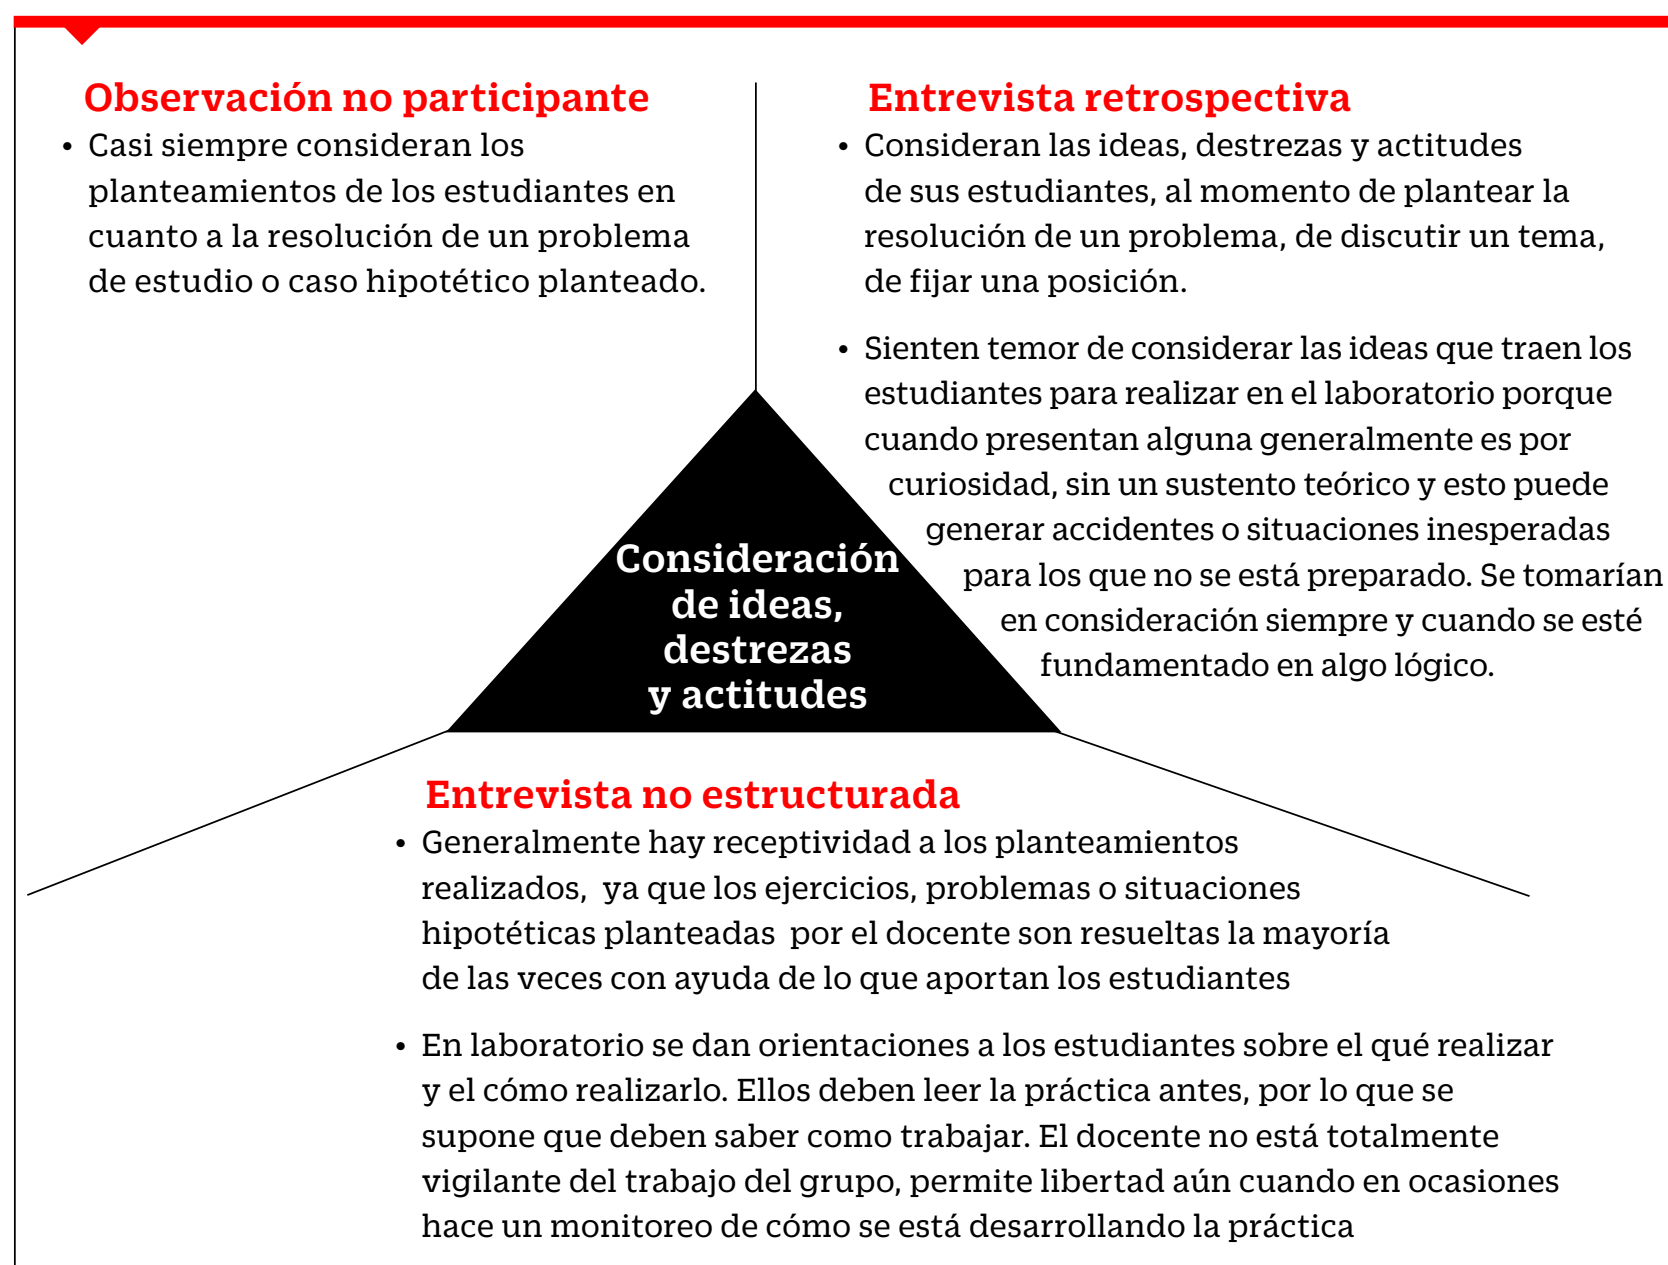 Observación no participante
• Casi siempre consideran los
planteamientos de los estudiantes en
cuanto a la resolución de un problema
de estudio o caso hipotético planteado.
Entrevista retrospectiva
• Consideran las ideas, destrezas y actitudes
de sus estudiantes, al momento de plantear la
resolución de un problema, de discutir un tema,
de fijar una posición.
• Sienten temor de considerar las ideas que traen los
estudiantes para realizar en el laboratorio porque
cuando presentan alguna generalmente es por
curiosidad, sin un sustento teórico y esto puede
generar accidentes o situaciones inesperadas
para los que no se está preparado. Se tomarían
en consideración siempre y cuando se esté
fundamentado en algo lógico.
Consideración
de ideas,
destrezas
y actitudes
Entrevista no estructurada
• Generalmente hay receptividad a los planteamientos
realizados,  ya que los ejercicios, problemas o situaciones
hipotéticas planteadas  por el docente son resueltas la mayoría
de las veces con ayuda de lo que aportan los estudiantes
• En laboratorio se dan orientaciones a los estudiantes sobre el qué realizar
y el cómo realizarlo. Ellos deben leer la práctica antes, por lo que se
supone que deben saber como trabajar. El docente no está totalmente
vigilante del trabajo del grupo, permite libertad aún cuando en ocasiones
hace un monitoreo de cómo se está desarrollando la práctica